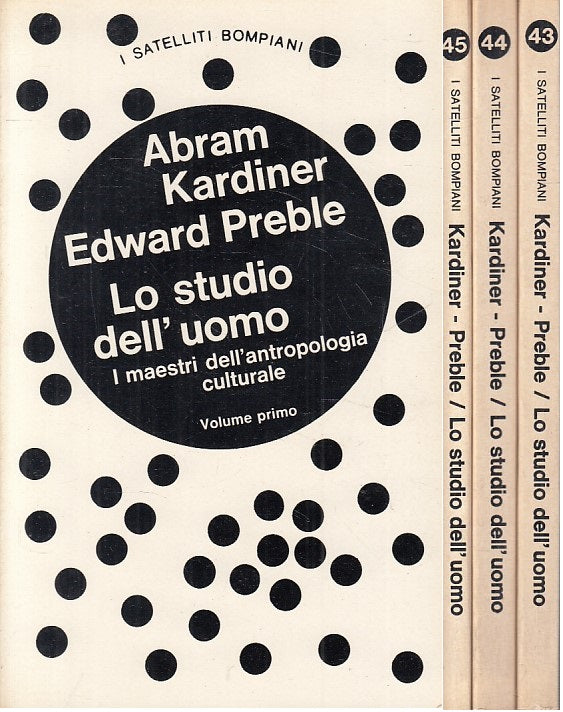 I SATELLITI BOMPIANI
Abram
Kardiner
Edward Preble
Lo studio
dell'uomo
I maestri dell'antropologia
culturale
Volume primo
45
I SATELLITI BOMPIANI
Kardiner - Preble / Lo studio dell'uomo
44
I SATELLITI BOMPIANI
Kardiner - Preble / Lo studio dell'uomo
43
I SATELLITI BOMPIANI
Kardiner - Preble / Lo studio dell'uomo